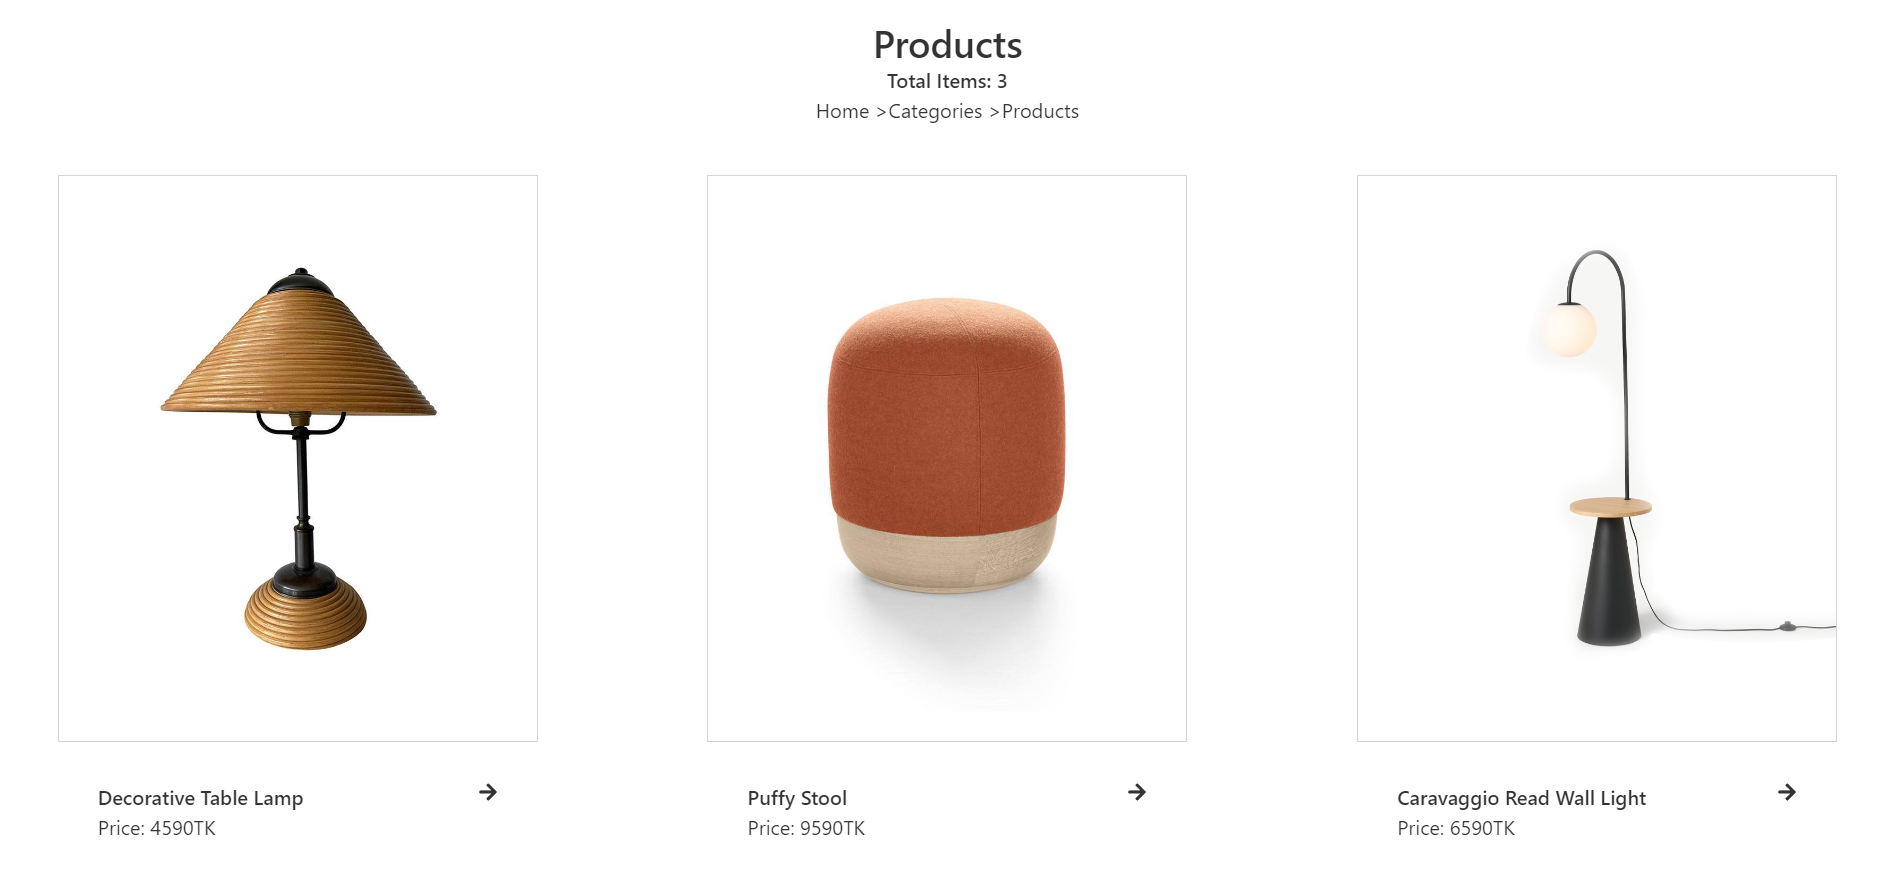 Products
Total Items: 3
Home >Categories >Products
Decorative Table Lamp
Price: 4590TK
Puffy Stool
Price: 9590TK
Caravaggio Read Wall Light
Price: 6590TK